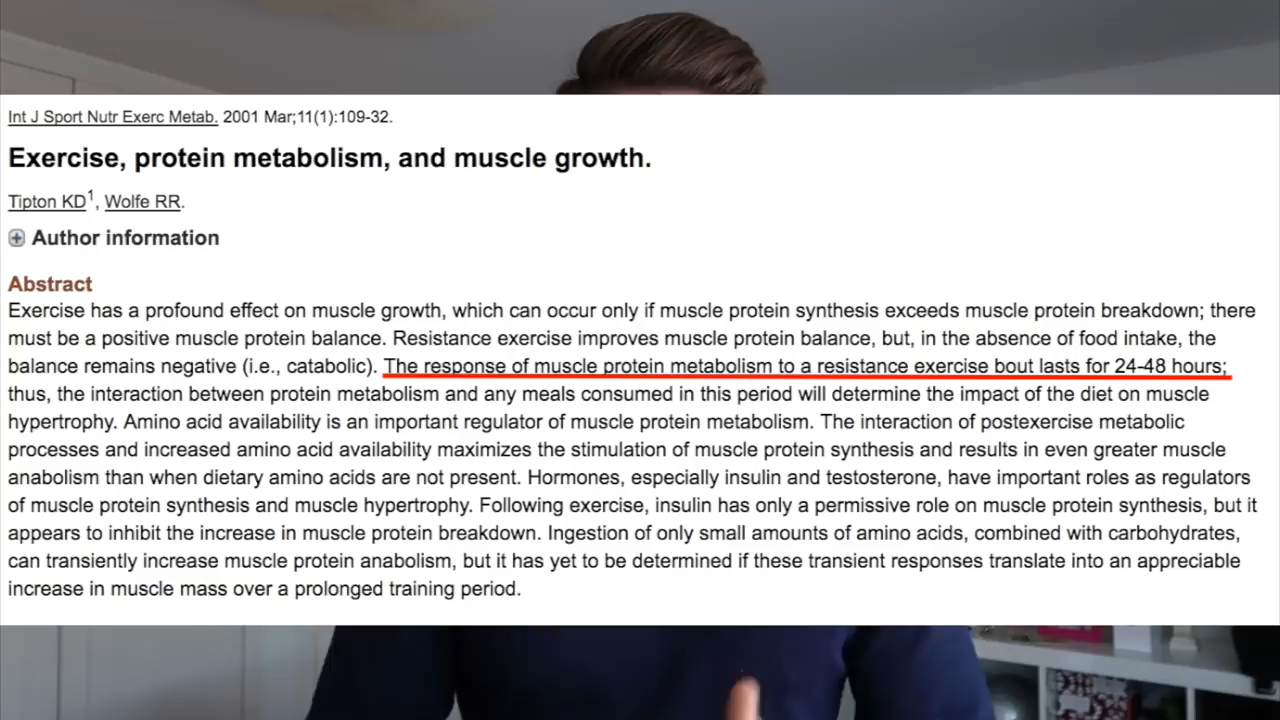 Int J Sport Nutr Exerc Metab. 2001 Mar;11(1):109-32.
Exercise, protein metabolism, and muscle growth.
Tipton KD1, Wolfe RR.
Author information
Abstract
Exercise has a profound effect on muscle growth, which can occur only if muscle protein synthesis exceeds muscle protein breakdown; there
must be a positive muscle protein balance. Resistance exercise improves muscle protein balance, but, in the absence of food intake, the
balance remains negative (i.e., catabolic). The response of muscle protein metabolism to a resistance exercise bout lasts for 24-48 hours;
thus, the interaction between protein metabolism and any meals consumed in this period will determine the impact of the diet on muscle
hypertrophy. Amino acid availability is an important regulator of muscle protein metabolism. The interaction of postexercise metabolic
processes and increased amino acid availability maximizes the stimulation of muscle protein synthesis and results in even greater muscle
anabolism than when dietary amino acids are not present. Hormones, especially insulin and testosterone, have important roles as regulators
of muscle protein synthesis and muscle hypertrophy. Following exercise, insulin has only a permissive role on muscle protein synthesis, but it
appears to inhibit the increase in muscle protein breakdown. Ingestion of only small amounts of amino acids, combined with carbohydrates,
can transiently increase muscle protein anabolism, but it has yet to be determined if these transient responses translate into an appreciable
increase in muscle mass over a prolonged training period.